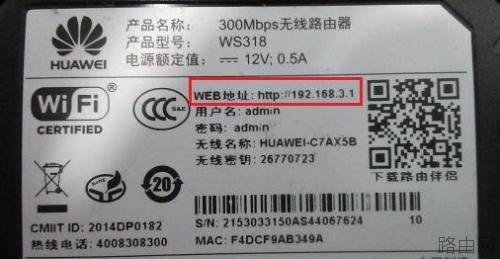 HUAWEI
产品名称: 300Mbps无线路由器
产品型号: WS318
电源额定值: 12V; 0.5A
WEB地址: http://192.168.3.1
用户名: admin
密码: admin
无线名称: HUAWEI-C7AX5B
无线密钥: 26770723
WiFi
CERTIFIED
CCC
S&E
20
下载路由伴侣
CMIIT ID: 2014DP0182
热线电话: 4008308300
S/N: 2153033150AS44067624 10
MAC: F4DCF9AB349A
路由网